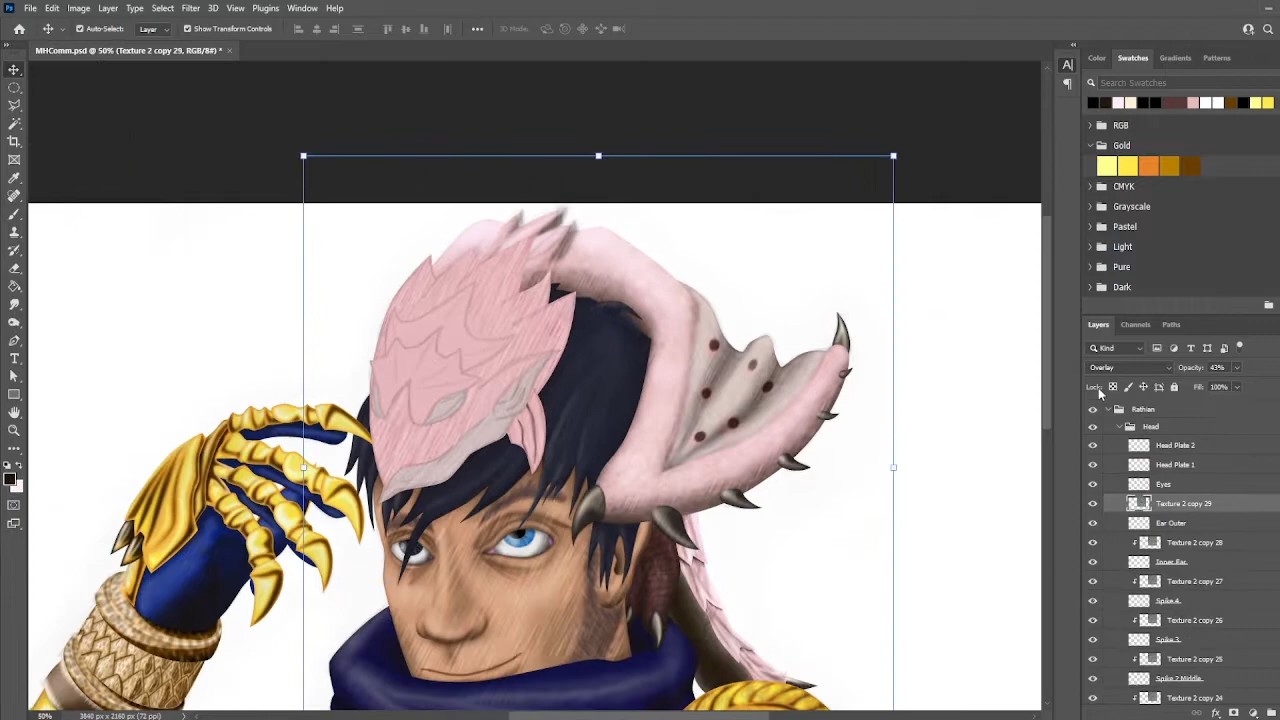 Ps File Edit Image Layer Type Select Filter 3D View Plugins Window Help
Auto-Select: Layer Show Transform Controls 3D Mode:
MHComm.psd @ 50% (Texture 2 copy 29, RGB/8#) * ×
Color Swatches Gradients Patterns
Search Swatches
RGB
Gold
CMYK
Grayscale
Pastel
Light
Pure
Dark
Layers Channels Paths
Kind
Overlay Opacity: 43%
Lock: Fill: 100%
Rathian
Head
Head Plate 2
Head Plate 1
Eyes
Texture 2 copy 29
Ear Outer
Texture 2 copy 28
Inner Ear
Texture 2 copy 27
Spike 4
Texture 2 copy 26
Spike 3
Texture 2 copy 25
Spike 2 Middle
Texture 2 copy 24
50% 3840 px x 2160 px (72 ppi)